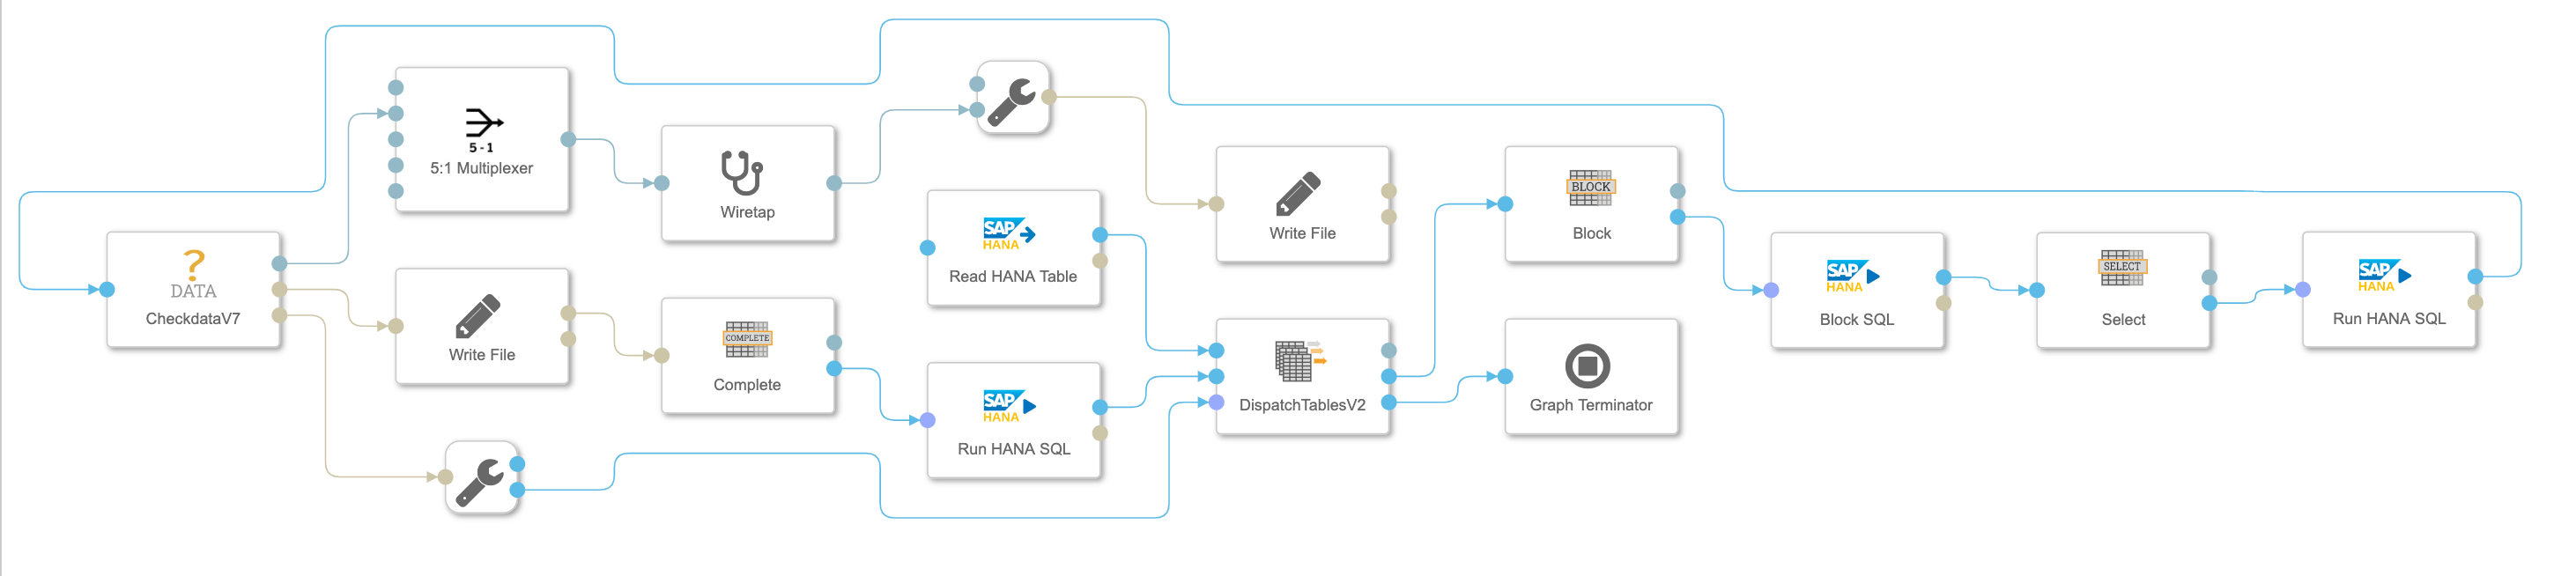 5 - 1
5:1 Multiplexer
Wiretap
?
DATA
CheckdataV7
Write File
COMPLETE
Complete
SAP
HANA
Read HANA Table
SAP
HANA
Run HANA SQL
Write File
DispatchTablesV2
BLOCK
Block
Graph Terminator
SAP
HANA
Block SQL
SELECT
Select
SAP
HANA
Run HANA SQL